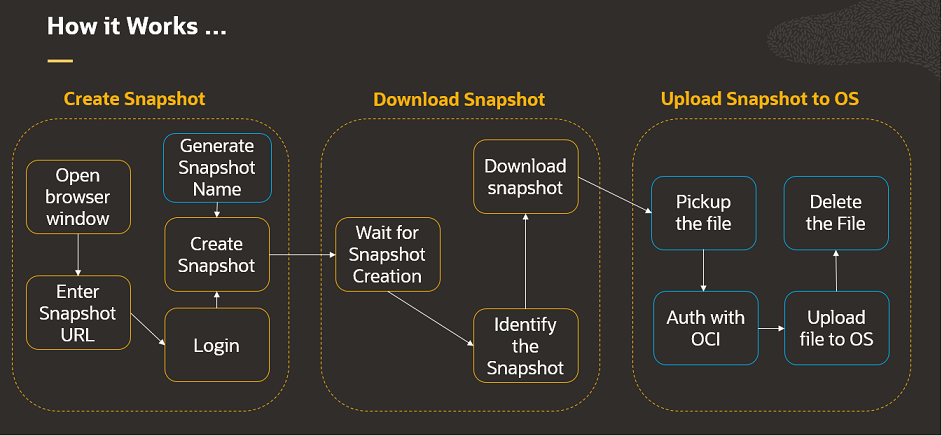 How it Works ...
Create Snapshot
Open
browser
window
Enter
Snapshot
URL
Generate
Snapshot
Name
Create
Snapshot
Login
Download Snapshot
Wait for
Snapshot
Creation
Identify
the
Snapshot
Download
snapshot
Upload Snapshot to OS
Pickup
the file
Auth with
OCI
Upload
file to OS
Delete
the File